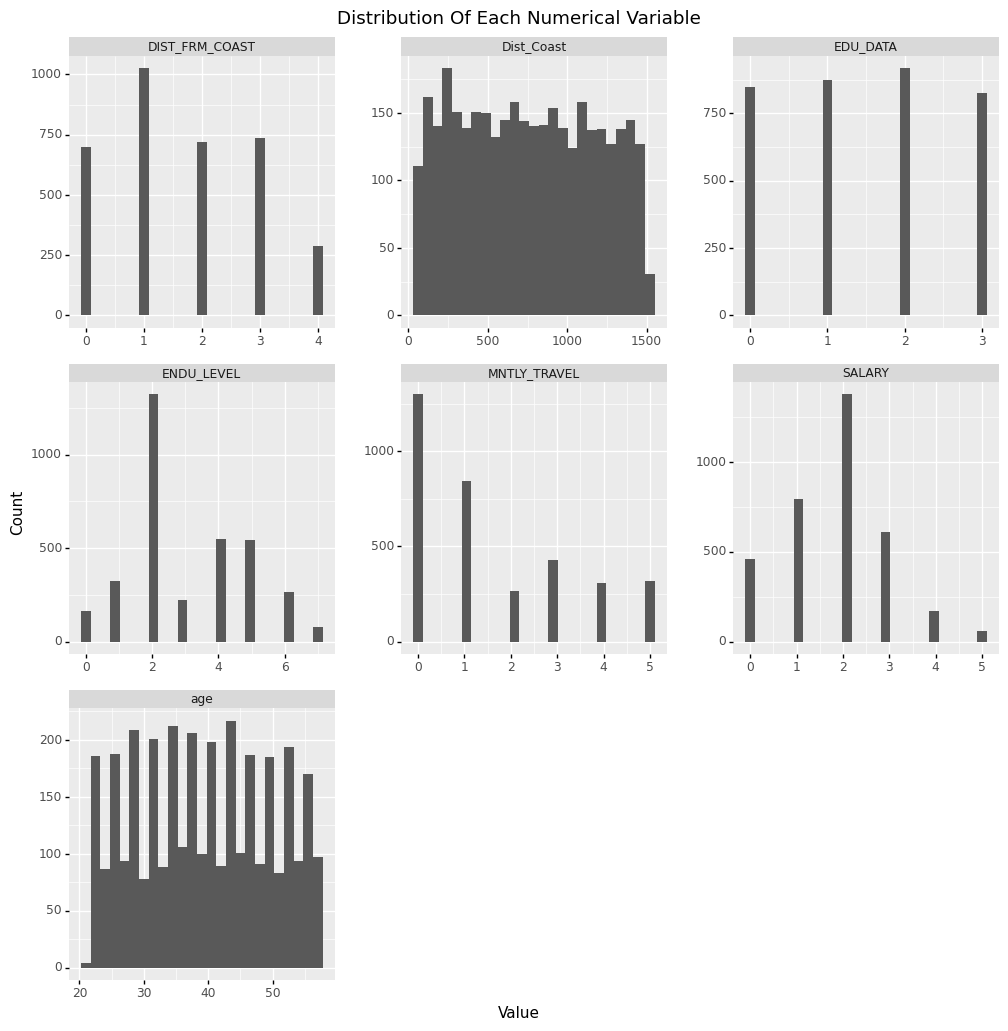 Distribution Of Each Numerical Variable
DIST_FRM_COAST
1000
750
500
250
0
0 1 2 3 4
Dist_Coast
150
100
50
0
0 500 1000 1500
EDU_DATA
750
500
250
0
0 1 2 3
ENDU_LEVEL
1000
500
0
0 2 4 6
MNTLY_TRAVEL
1000
500
0
0 1 2 3 4 5
SALARY
1000
500
0
0 1 2 3 4 5
age
200
150
100
50
0
20 30 40 50
Count
Value